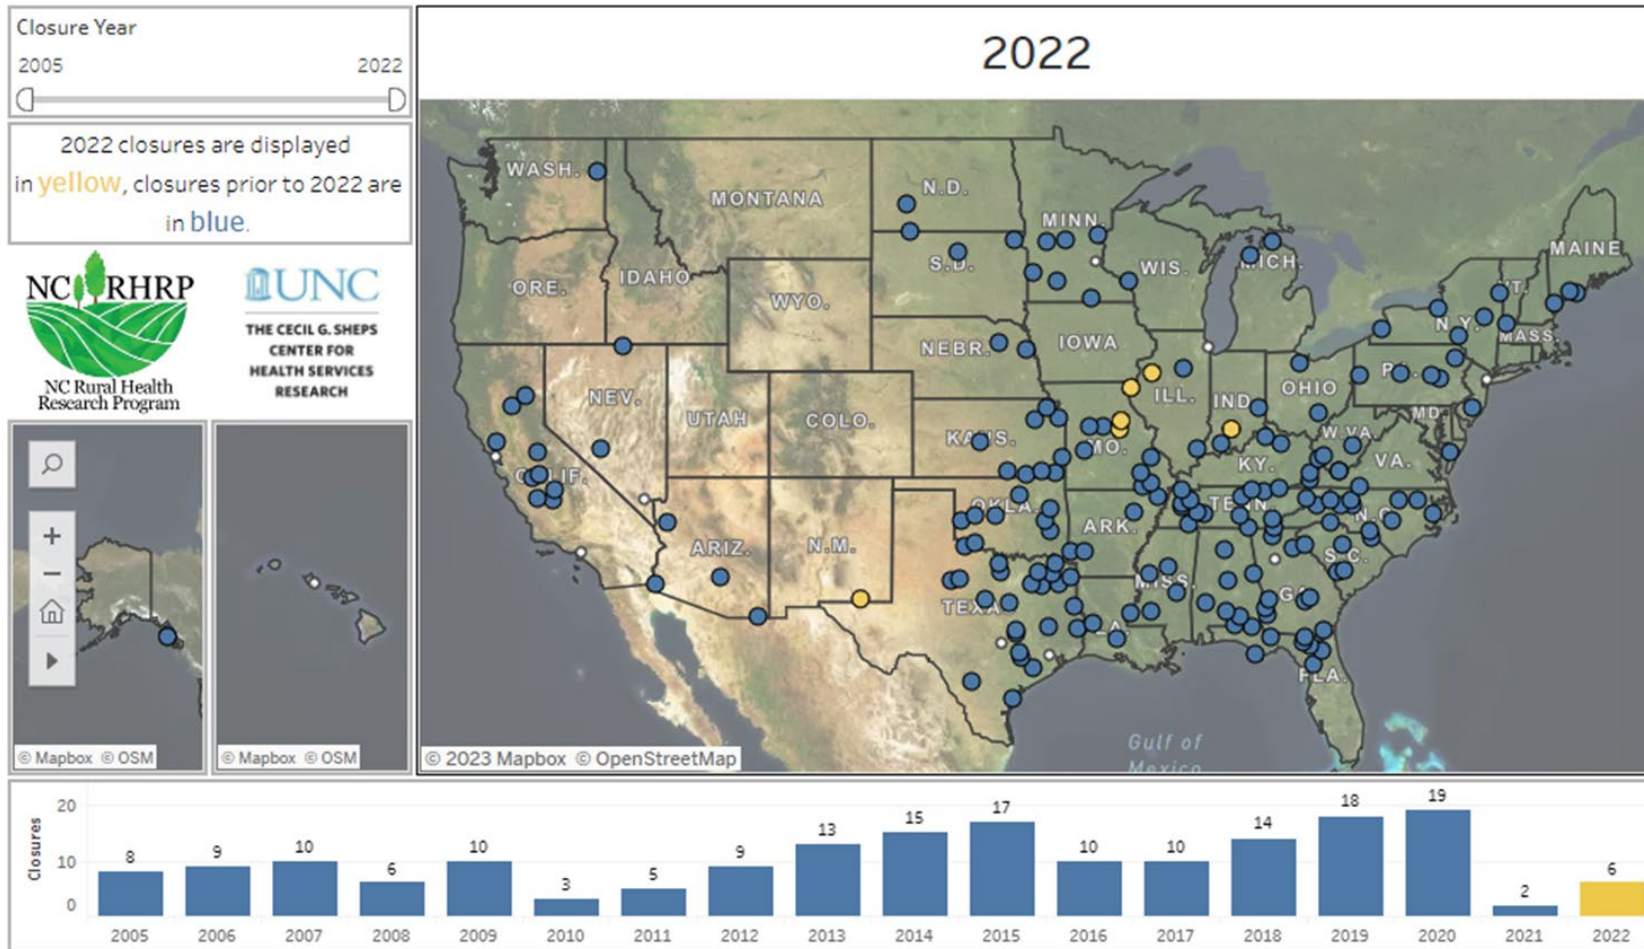 Closure Year
2005 2022
2022 closures are displayed
in yellow, closures prior to 2022 are
in blue.
NC RHRP
NC Rural Health
Research Program
UNC
THE CECIL G. SHEPS
CENTER FOR
HEALTH SERVICES
RESEARCH
© Mapbox © OSM
© Mapbox © OSM
2022
WASH.
MONTANA
N.D.
MINN.
MAINE
ORE.
IDAHO
S.D.
WIS.
MICH.
VT.
WYO.
N.Y.
MASS.
NEBR.
IOWA
OHIO
NEV.
ILL.
IND.
MD.
UTAH
COLO.
W.VA.
MO.
KY.
VA.
CALIF.
OKLA.
TENN.
N.C.
ARIZ.
N.M.
ARK.
S.C.
MISS.
TEXA
LA.
FLA.
Gulf of
Mexico
© 2023 Mapbox © OpenStreetMap
Closures
20
10
0
8 9 10 6 10 3 5 9 13 15 17 10 10 14 18 19 2 6
2005 2006 2007 2008 2009 2010 2011 2012 2013 2014 2015 2016 2017 2018 2019 2020 2021 2022